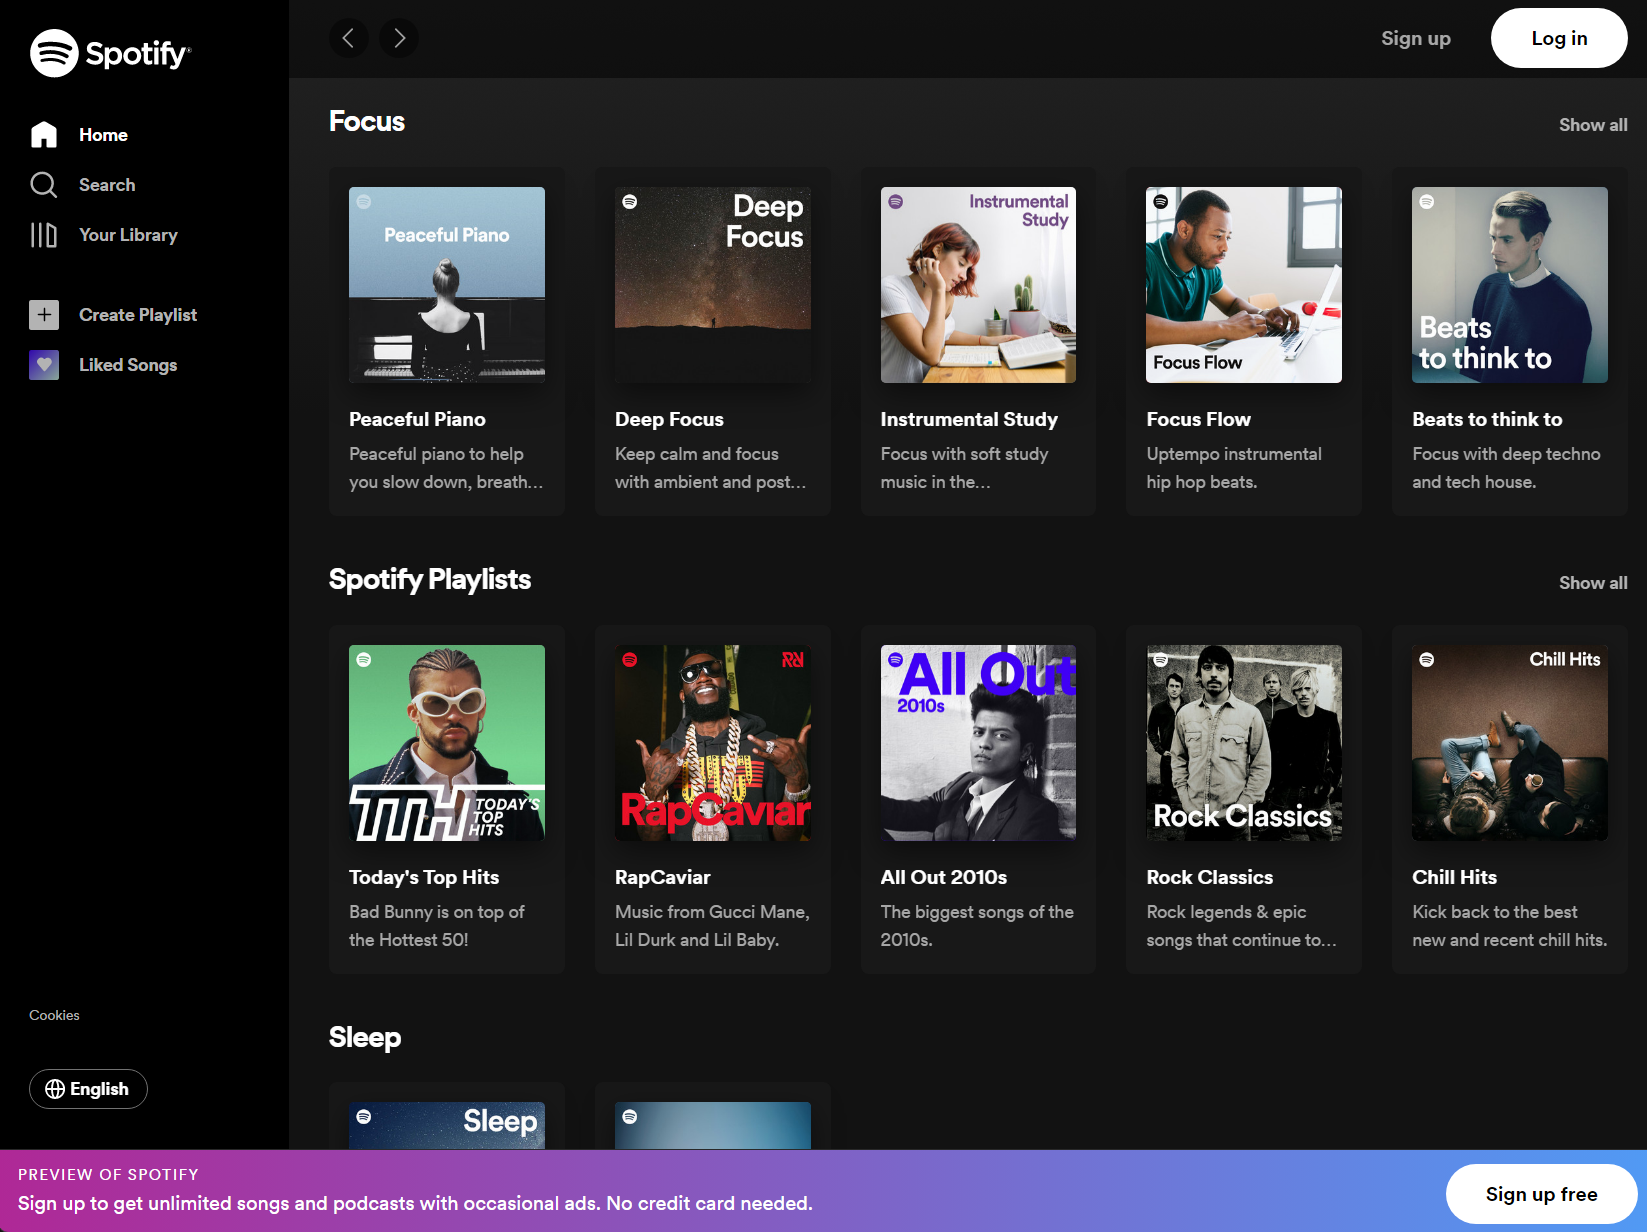 Spotify
Home
Search
Your Library
Create Playlist
Liked Songs
Cookies
English
Sign up
Log in
Focus
Show all
Peaceful Piano
Deep
Focus
Instrumental
Study
Focus Flow
Beats
to think to
Peaceful Piano
Peaceful piano to help
you slow down, breath...
Deep Focus
Keep calm and focus
with ambient and post...
Instrumental Study
Focus with soft study
music in the...
Focus Flow
Uptempo instrumental
hip hop beats.
Beats to think to
Focus with deep techno
and tech house.
Spotify Playlists
Show all
TTH TODAY'S
TOP
HITS
RapCaviar
All Out
2010s
Rock Classics
Chill Hits
Today's Top Hits
Bad Bunny is on top of
the Hottest 50!
RapCaviar
Music from Gucci Mane,
Lil Durk and Lil Baby.
All Out 2010s
The biggest songs of the
2010s.
Rock Classics
Rock legends & epic
songs that continue to...
Chill Hits
Kick back to the best
new and recent chill hits.
Sleep
Sleep
PREVIEW OF SPOTIFY
Sign up to get unlimited songs and podcasts with occasional ads. No credit card needed.
Sign up free